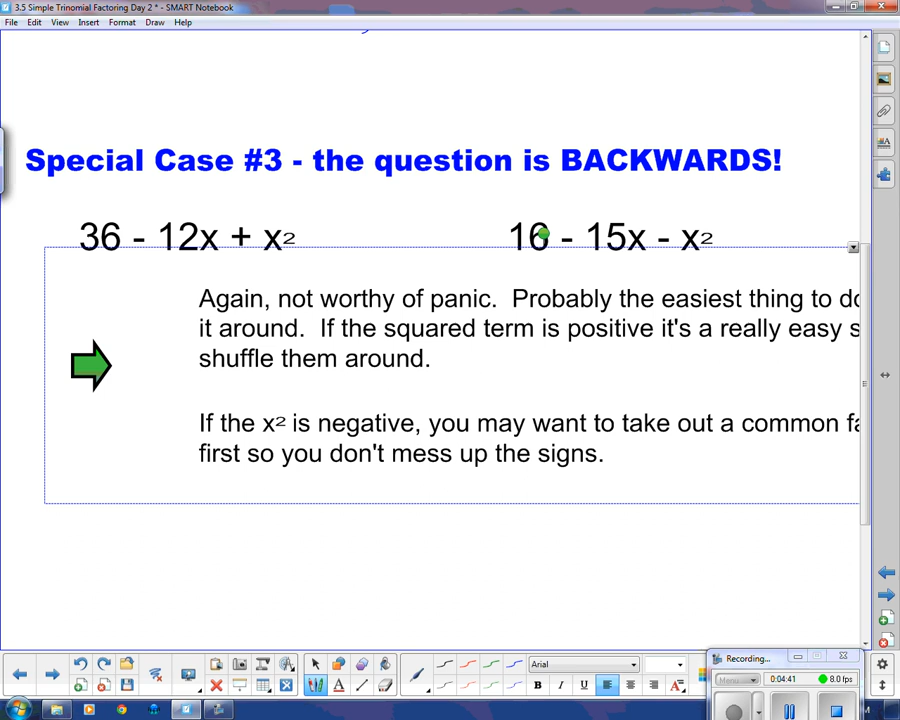 3.5 Simple Trinomial Factoring Day 2 * - SMART Notebook
File Edit View Insert Format Draw Help
Special Case #3 - the question is BACKWARDS!
36 - 12x + x²
16 - 15x - x²
Again, not worthy of panic. Probably the easiest thing to do
it around. If the squared term is positive it's a really easy s
shuffle them around.
If the x² is negative, you may want to take out a common fa
first so you don't mess up the signs.
Arial
B I U
Recording...
Menu
0:04:41 8.0 fps